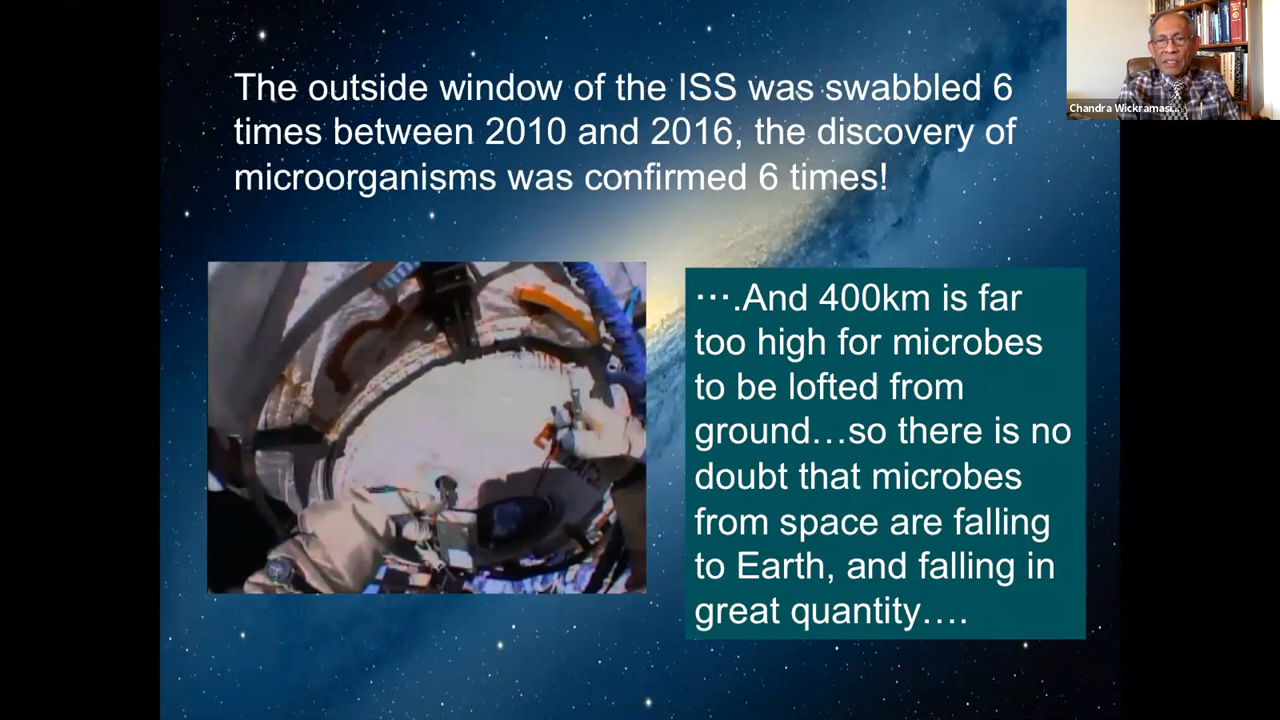 The outside window of the ISS was swabbled 6
times between 2010 and 2016, the discovery of
microorganisms was confirmed 6 times!
….And 400km is far
too high for microbes
to be lofted from
ground…so there is no
doubt that microbes
from space are falling
to Earth, and falling in
great quantity….
Chandra Wickramasi...